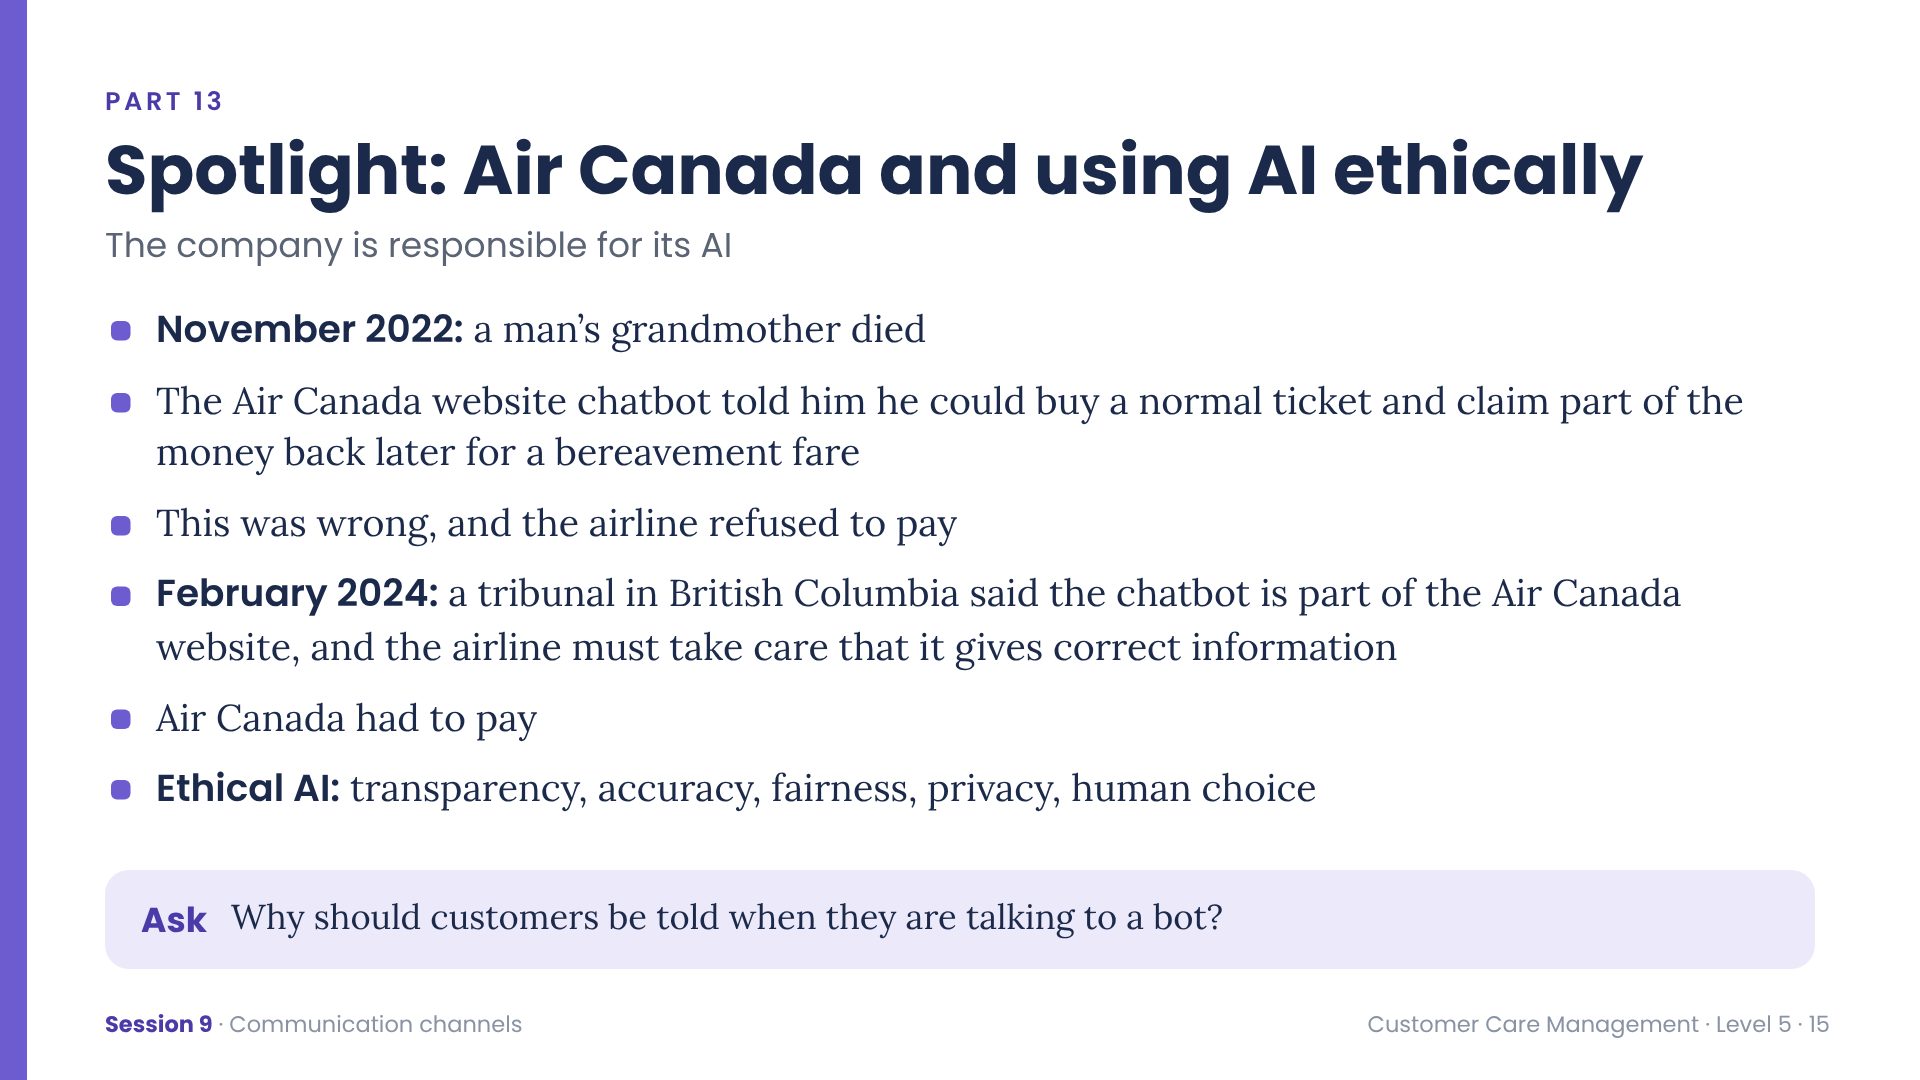 PART 13
Spotlight: Air Canada and using AI ethically
The company is responsible for its AI
November 2022: a man’s grandmother died
The Air Canada website chatbot told him he could buy a normal ticket and claim part of the
money back later for a bereavement fare
This was wrong, and the airline refused to pay
February 2024: a tribunal in British Columbia said the chatbot is part of the Air Canada
website, and the airline must take care that it gives correct information
Air Canada had to pay
Ethical AI: transparency, accuracy, fairness, privacy, human choice
Ask Why should customers be told when they are talking to a bot?
Session 9 · Communication channels
Customer Care Management · Level 5 · 15